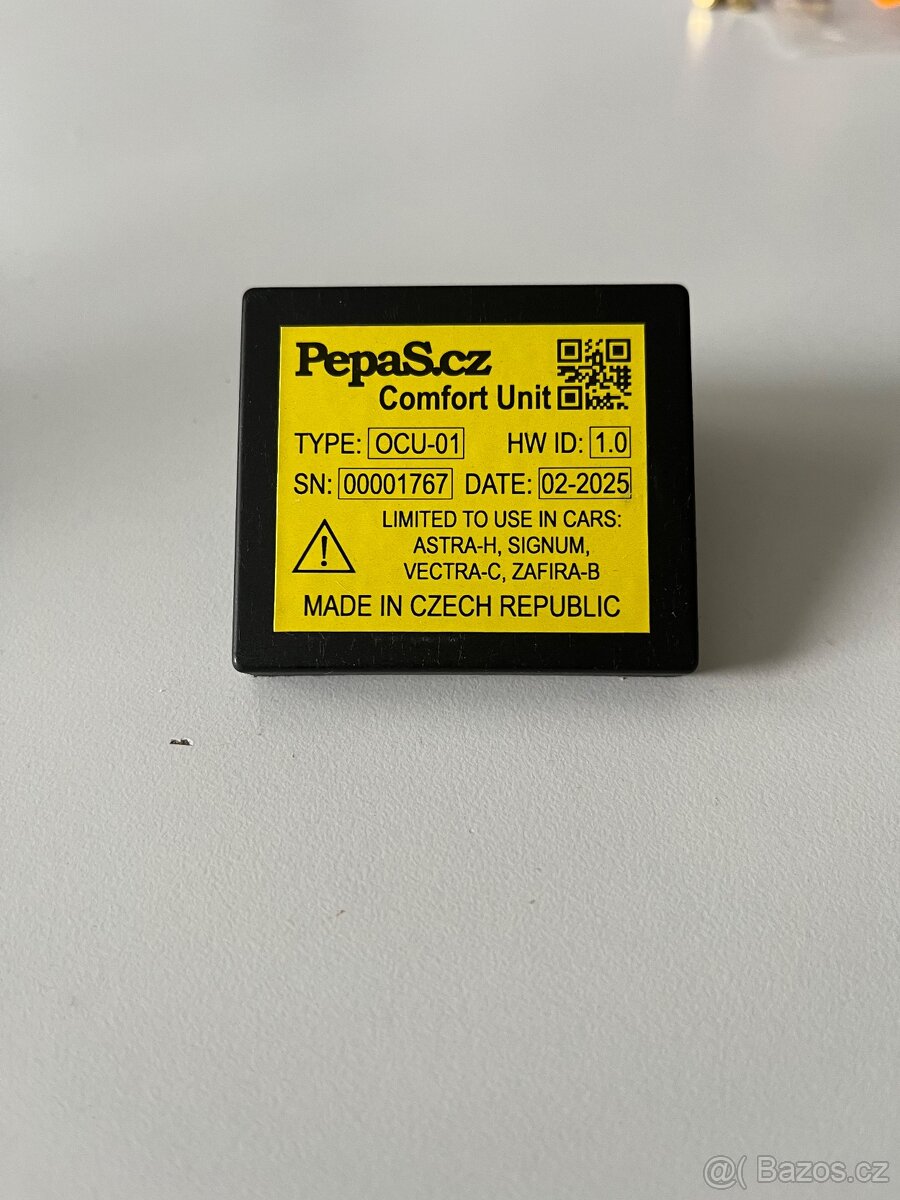 PepaS.cz
Comfort Unit
TYPE: OCU-01 HW ID: 1.0
SN: 00001767 DATE: 02-2025
LIMITED TO USE IN CARS:
ASTRA-H, SIGNUM,
VECTRA-C, ZAFIRA-B
MADE IN CZECH REPUBLIC
@( Bazos.cz